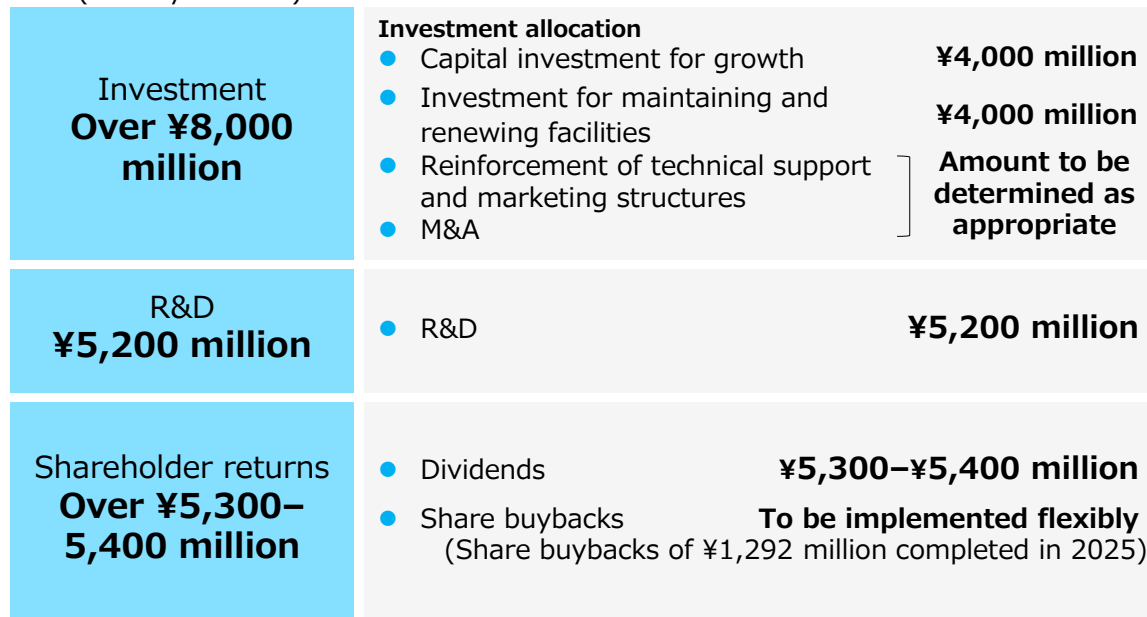 Investment
Over ¥8,000
million
Investment allocation
● Capital investment for growth ¥4,000 million
● Investment for maintaining and
renewing facilities ¥4,000 million
● Reinforcement of technical support
and marketing structures
● M&A
Amount to be
determined as
appropriate
R&D
¥5,200 million
● R&D ¥5,200 million
Shareholder returns
Over ¥5,300–
5,400 million
● Dividends ¥5,300–¥5,400 million
● Share buybacks To be implemented flexibly
(Share buybacks of ¥1,292 million completed in 2025)